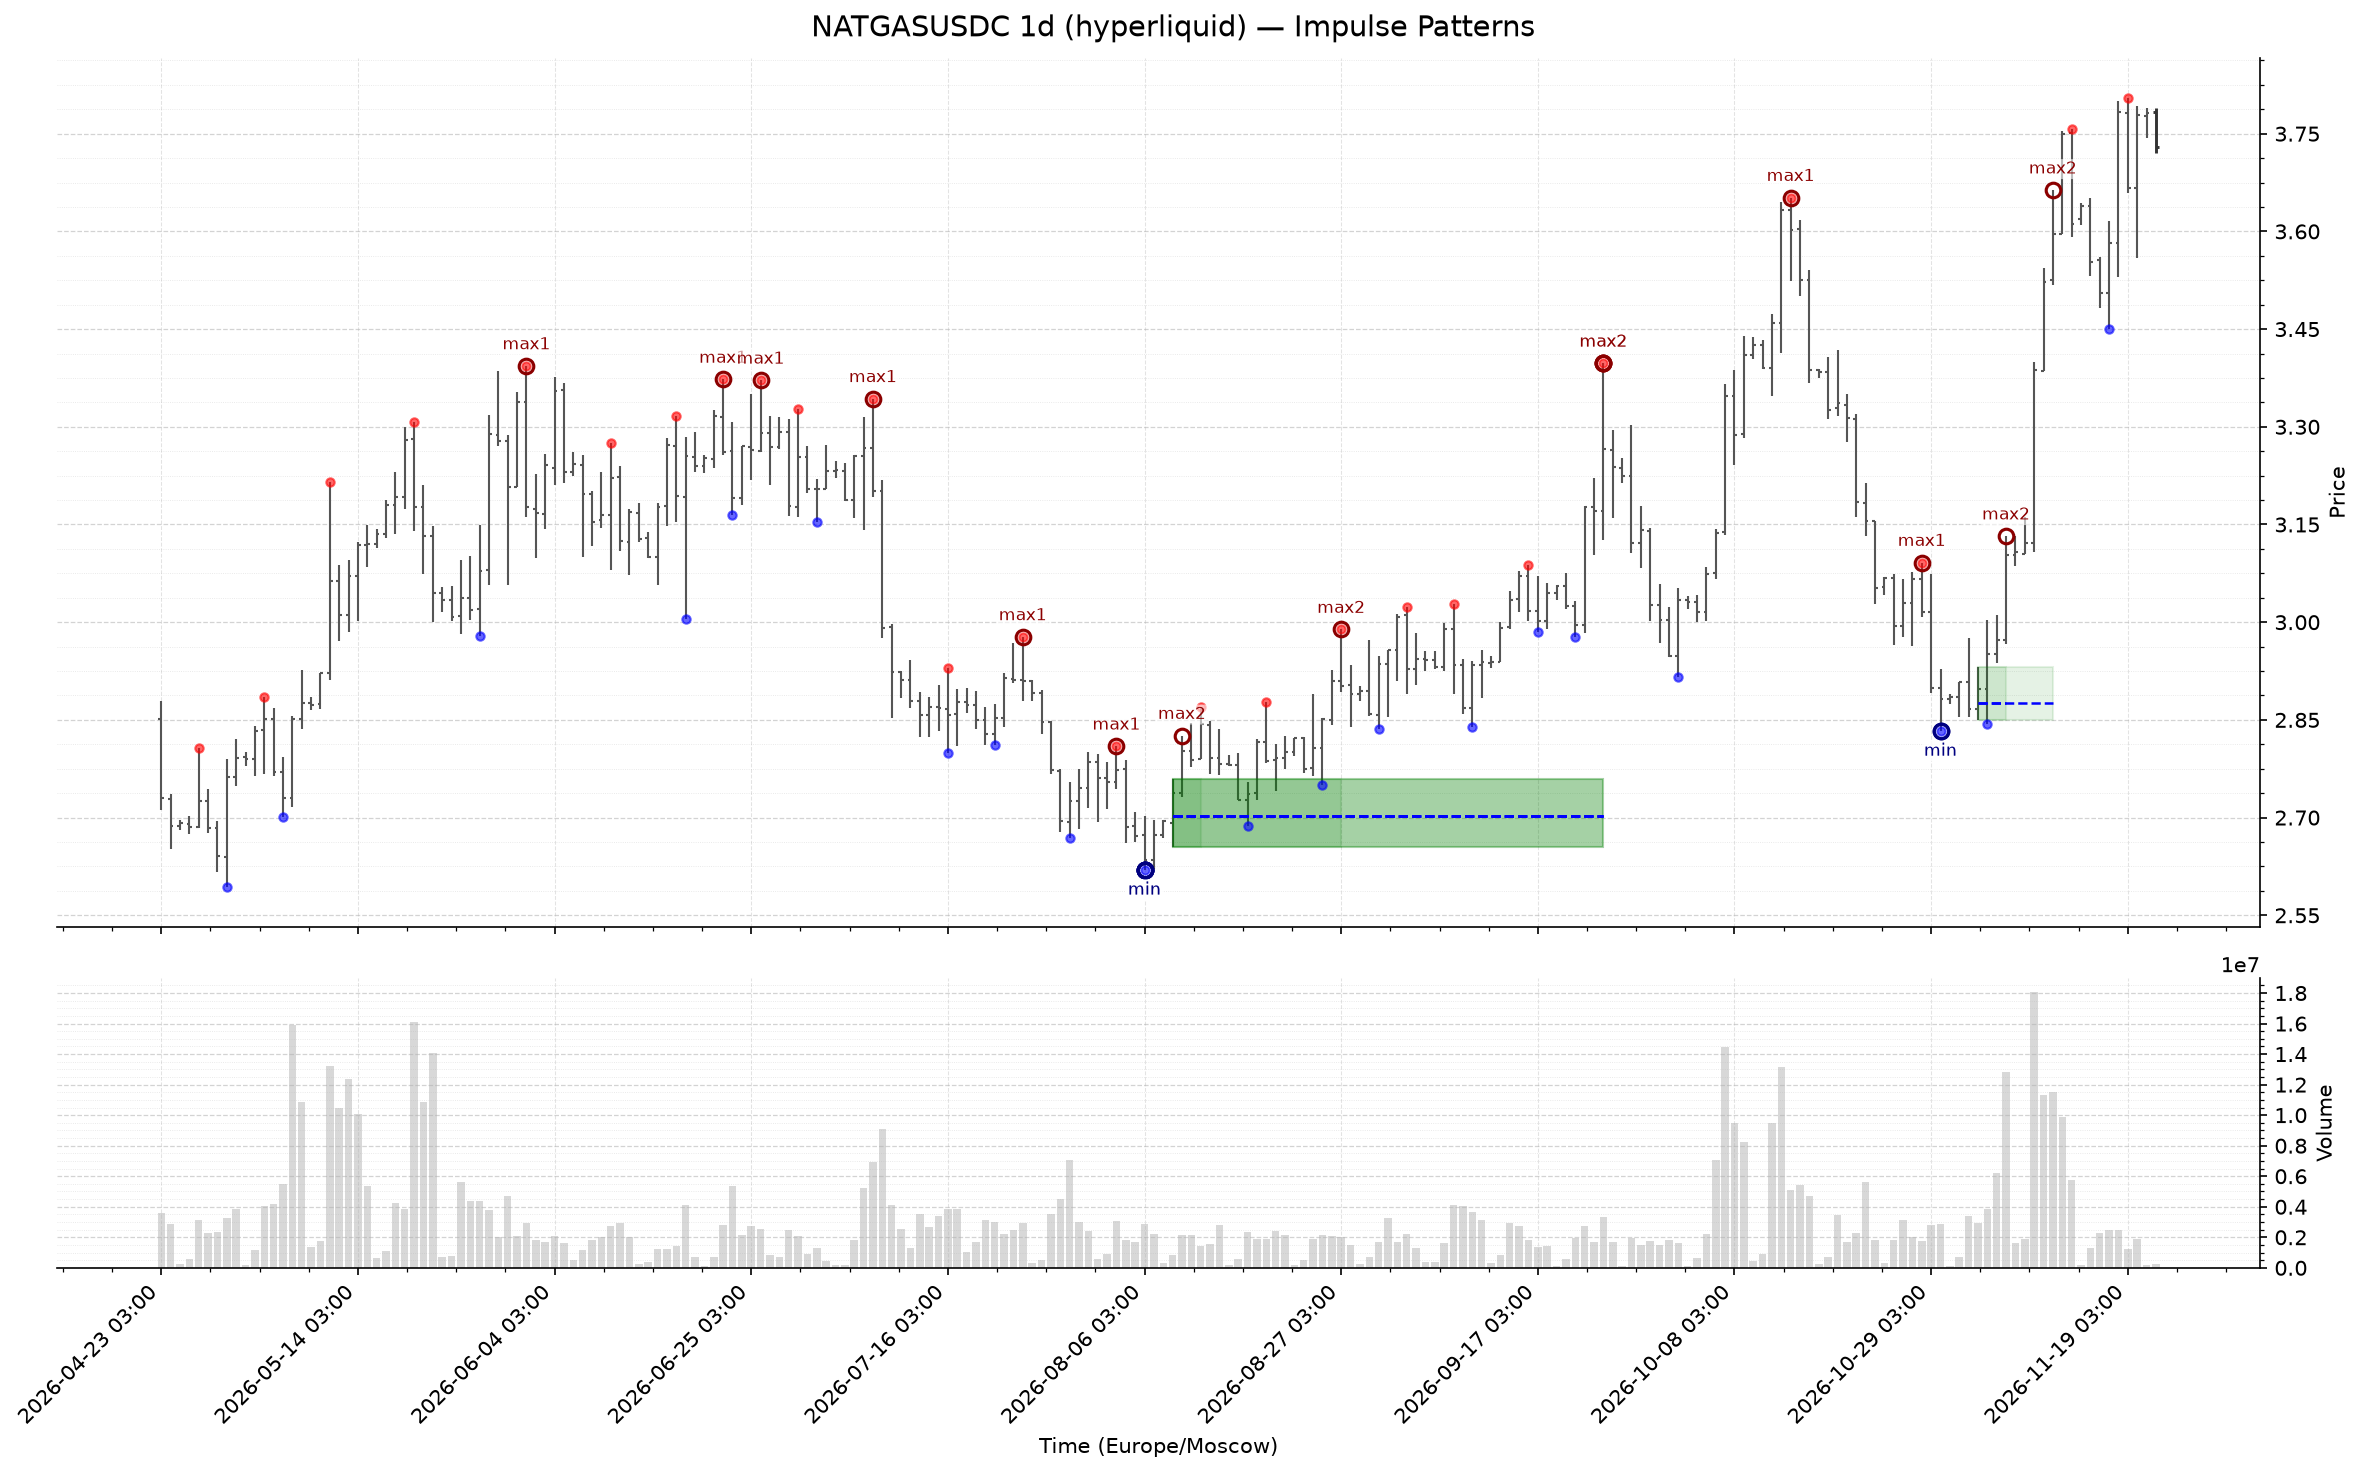 NATGASUSDC 1d (hyperliquid) — Impulse Patterns
3.75
3.60
3.45
3.30
3.15
3.00
2.85
2.70
2.55
Price
max1
max1
max1
max1
max1
max1
max2
max2
max2
max1
max1
max2
max2
min
min
1e7
1.8
1.6
1.4
1.2
1.0
0.8
0.6
0.4
0.2
0.0
Volume
2026-04-23 03:00
2026-05-14 03:00
2026-06-04 03:00
2026-06-25 03:00
2026-07-16 03:00
2026-08-06 03:00
2026-08-27 03:00
2026-09-17 03:00
2026-10-08 03:00
2026-10-29 03:00
2026-11-19 03:00
Time (Europe/Moscow)